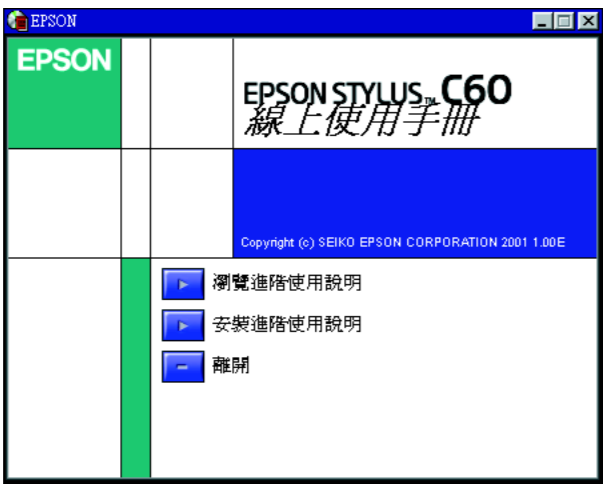 EPSON
EPSON
EPSON STYLUS™ C60
線上使用手冊
Copyright (c) SEIKO EPSON CORPORATION 2001 1.00E
瀏覽進階使用說明
安裝進階使用說明
離開